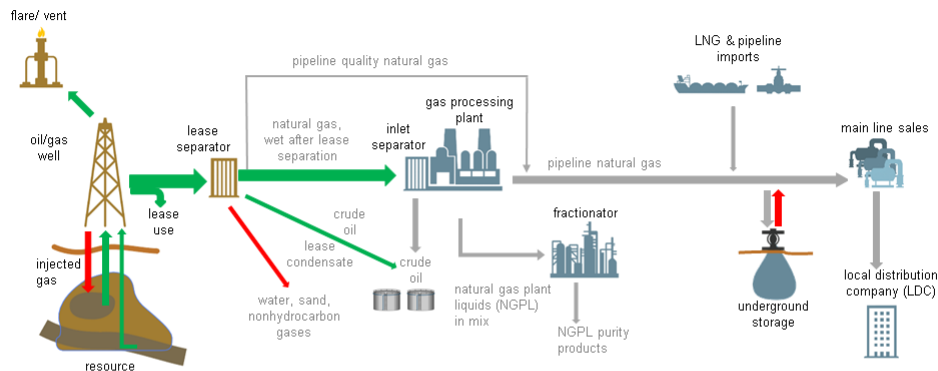 flare/ vent
LNG & pipeline
imports
pipeline quality natural gas
gas processing
plant
oil/gas
well
lease
separator
natural gas,
wet after lease
separation
inlet
separator
main line sales
pipeline natural gas
lease
use
crude
oil
lease
condensate
crude
oil
fractionator
injected
gas
water, sand,
nonhydrocarbon
gases
natural gas plant
liquids (NGPL)
in mix
NGPL purity
products
underground
storage
local distribution
company (LDC)
resource